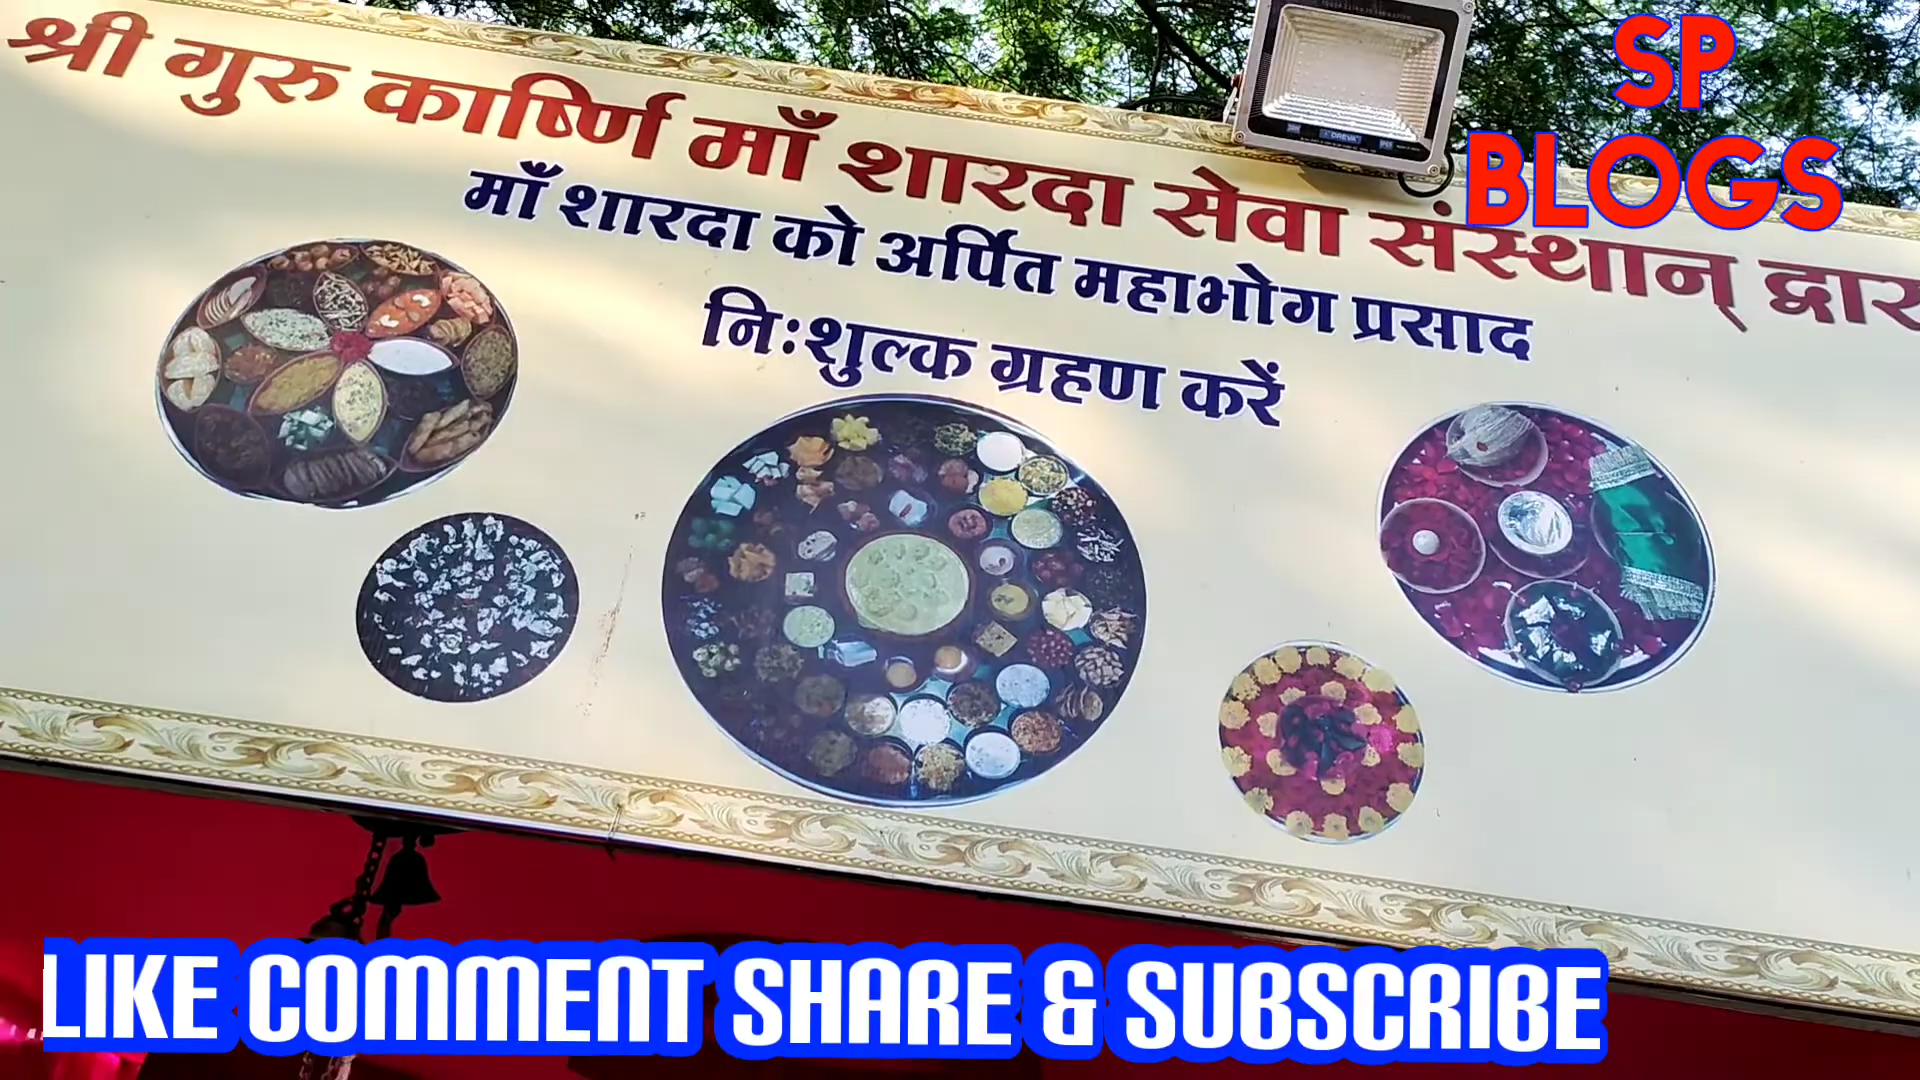 श्री गुरु कार्ष्णि माँ शारदा सेवा संस्थान् द्वार
माँ शारदा को अर्पित महाभोग प्रसाद
निःशुल्क ग्रहण करें
SP
BLOGS
LIKE COMMENT SHARE & SUBSCRIBE